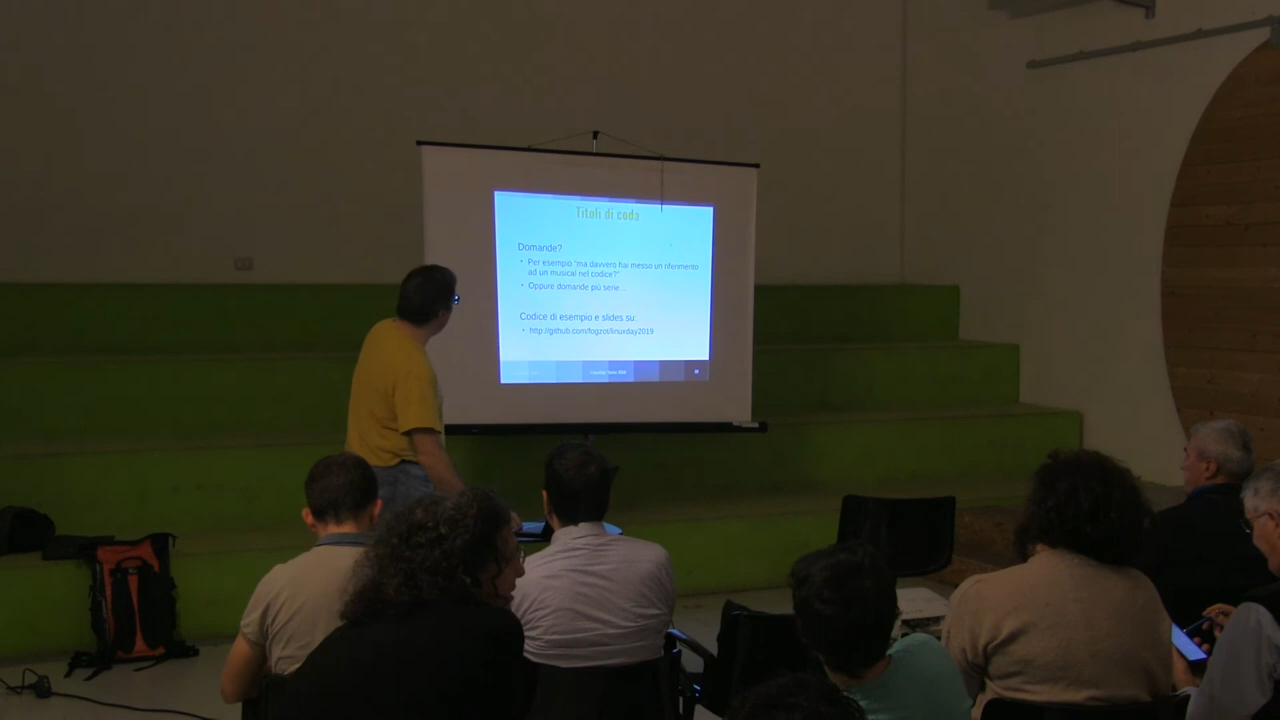 Titoli di coda
Domande?
• Per esempio "ma davvero hai messo un riferimento
ad un musical nel codice?"
• Oppure domande più serie...
Codice di esempio e slides su:
• http://github.com/fogzot/linuxday2019